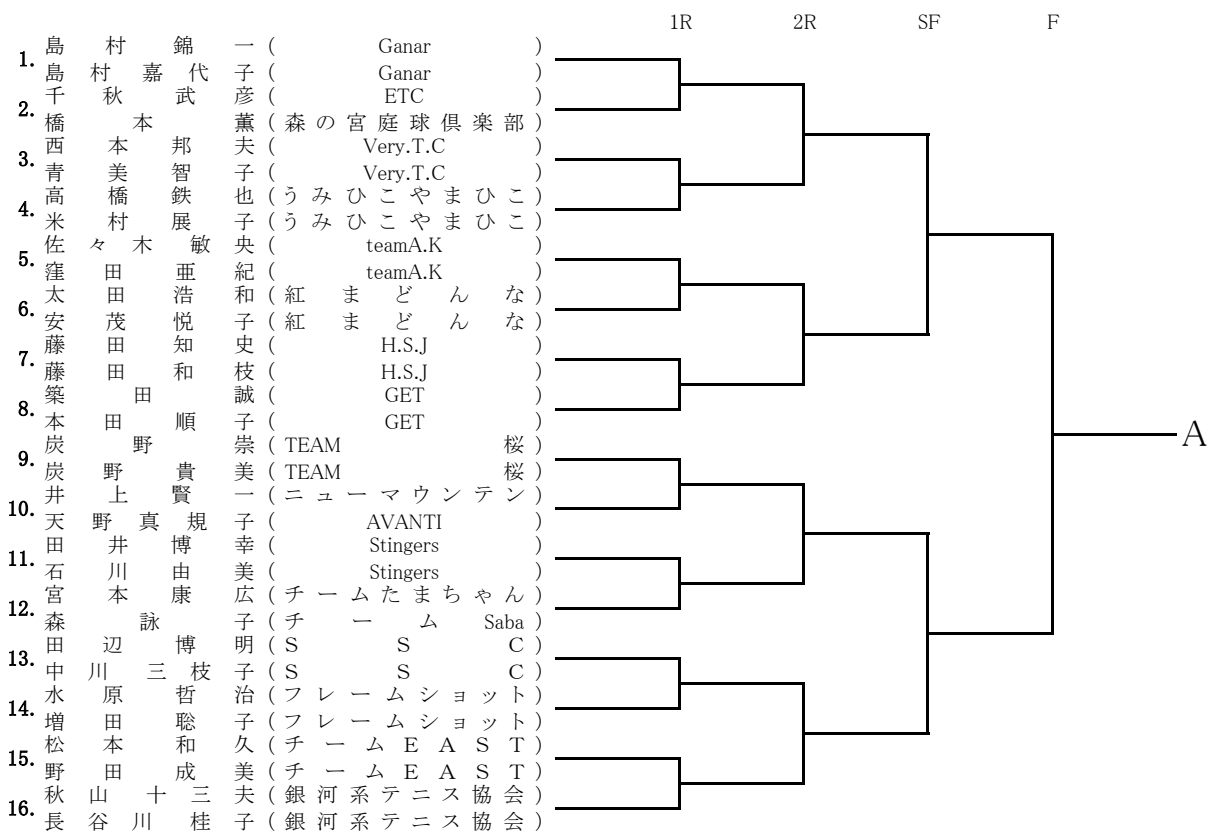 1R 2R SF F
1. 島村錦一 ( Ganar )
島村嘉代子 ( Ganar )
2. 千秋武彦 ( ETC )
橋本薫 ( 森の宮庭球倶楽部 )
3. 西本邦夫 ( Very.T.C )
青美智子 ( Very.T.C )
4. 高橋鉄也 ( うみひこやまひこ )
米村展子 ( うみひこやまひこ )
5. 佐々木敏央 ( teamA.K )
窪田亜紀 ( teamA.K )
6. 太田浩和 ( 紅まどんな )
安茂悦子 ( 紅まどんな )
7. 藤田知史 ( H.S.J )
藤田和枝 ( H.S.J )
8. 築田誠 ( GET )
本田順子 ( GET )
A
9. 炭野崇 ( TEAM 桜 )
炭野貴美 ( TEAM 桜 )
10. 井上賢一 ( ニューマウンテン )
天野真規子 ( AVANTI )
11. 田井博幸 ( Stingers )
石川由美 ( Stingers )
12. 宮本康広 ( チームたまちゃん )
森詠子 ( チーム Saba )
13. 田辺博明 ( S S C )
中川三枝子 ( S S C )
14. 水原哲治 ( フレームショット )
増田聡子 ( フレームショット )
15. 松本和久 ( チームEAST )
野田成美 ( チームEAST )
16. 秋山十三夫 ( 銀河系テニス協会 )
長谷川桂子 ( 銀河系テニス協会 )